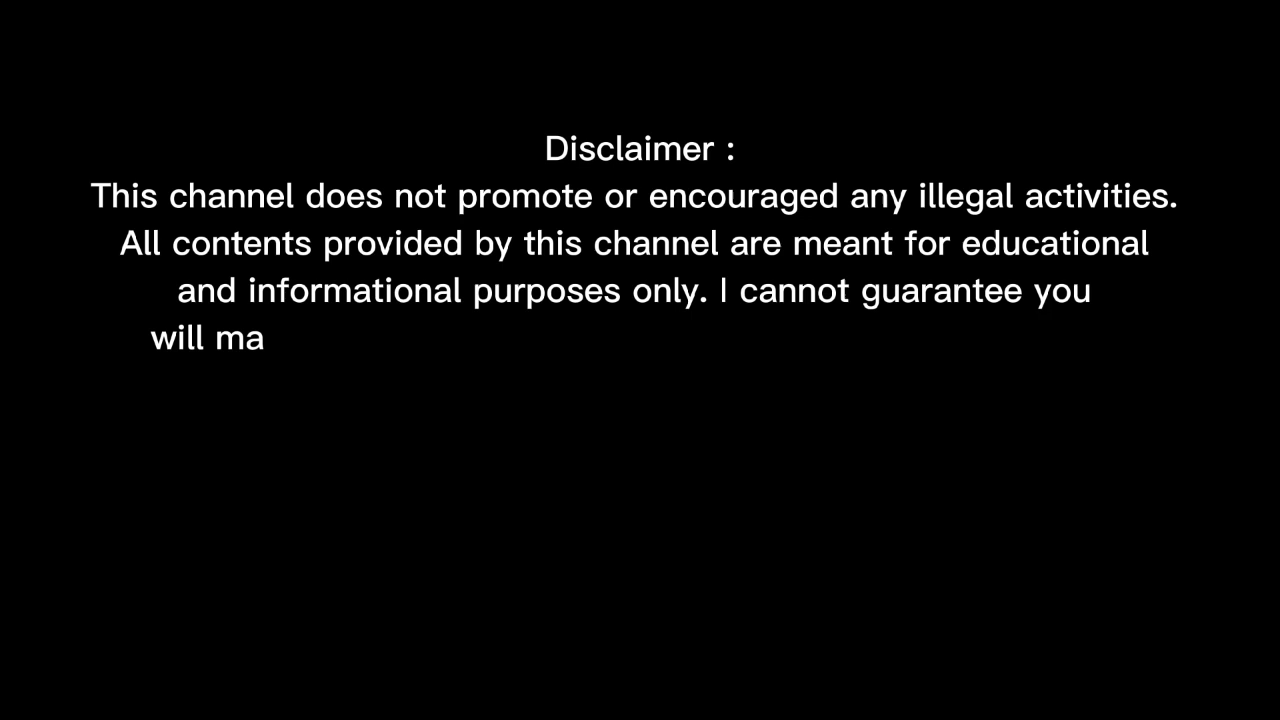 Disclaimer :
This channel does not promote or encouraged any illegal activities.
All contents provided by this channel are meant for educational
and informational purposes only. I cannot guarantee you
will ma